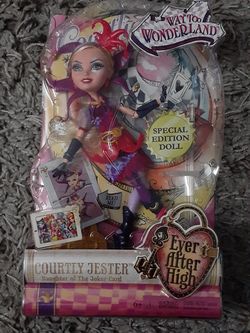 WAY TO
WONDERLAND
SPECIAL
EDITION
DOLL
Ever
After
High
COURTLY JESTER
Daughter of The Joker Card